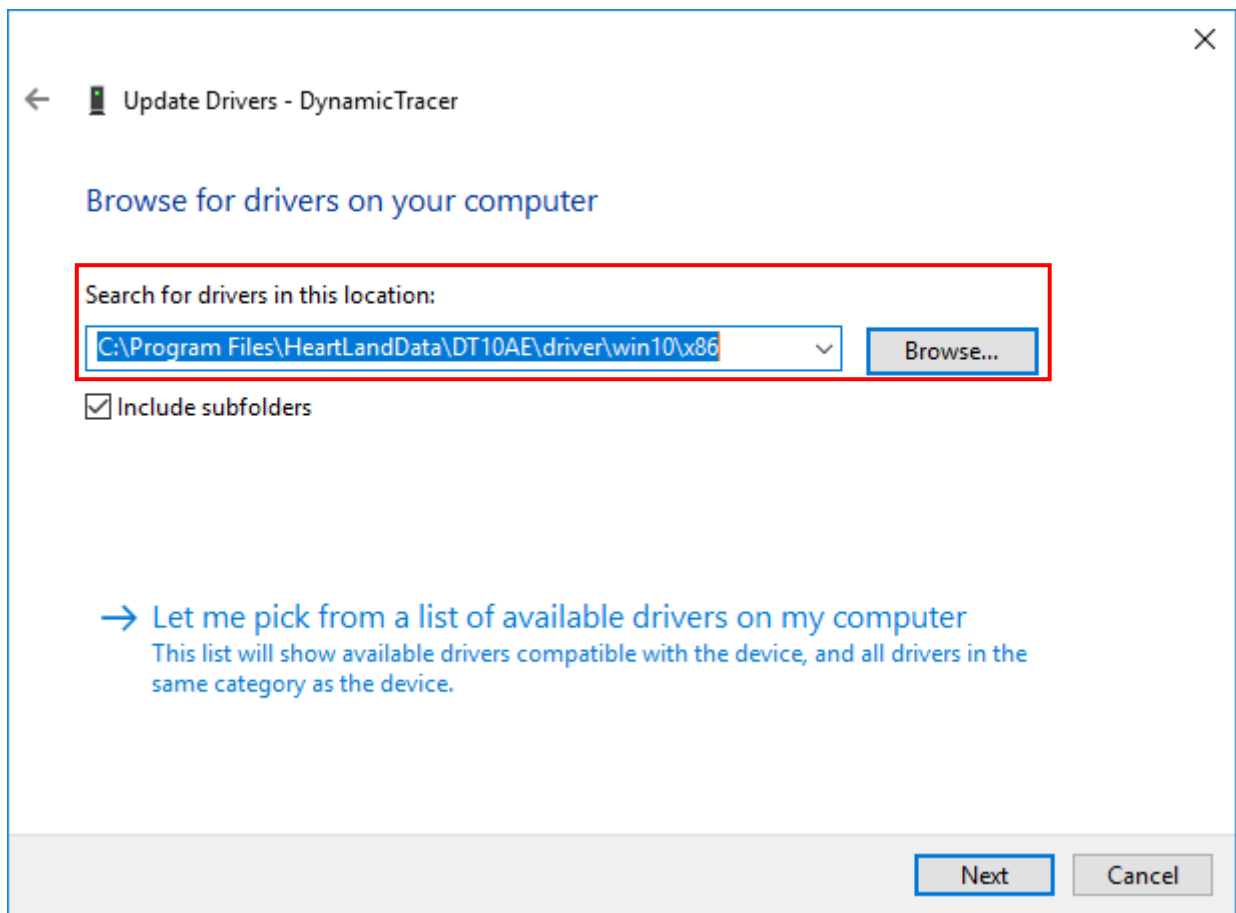 Update Drivers - DynamicTracer
Browse for drivers on your computer
Search for drivers in this location:
C:\Program Files\HeartLandData\DT10AE\driver\win10\x86
Browse...
Include subfolders
Let me pick from a list of available drivers on my computer
This list will show available drivers compatible with the device, and all drivers in the
same category as the device.
Next
Cancel